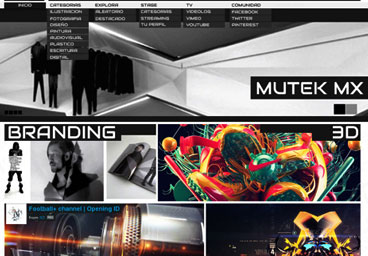 INICIO CATEGORIAS EXPLORA STAGE TV COMUNIDAD
ILUSTRACION ALEATORIO CATEGORIAS VIDEOLOG FACEBOOK
FOTOGRAFIA DESTACADO STREAMING VIMEO TWITTER
DISEÑO TU PERFIL YOUTUBE PINTEREST
PINTURA
AUDIOVISUAL
PLASTICO
ESCRITURA
DIGITAL
MUTEK MX
BRANDING
3D
Football+ channel | Opening ID